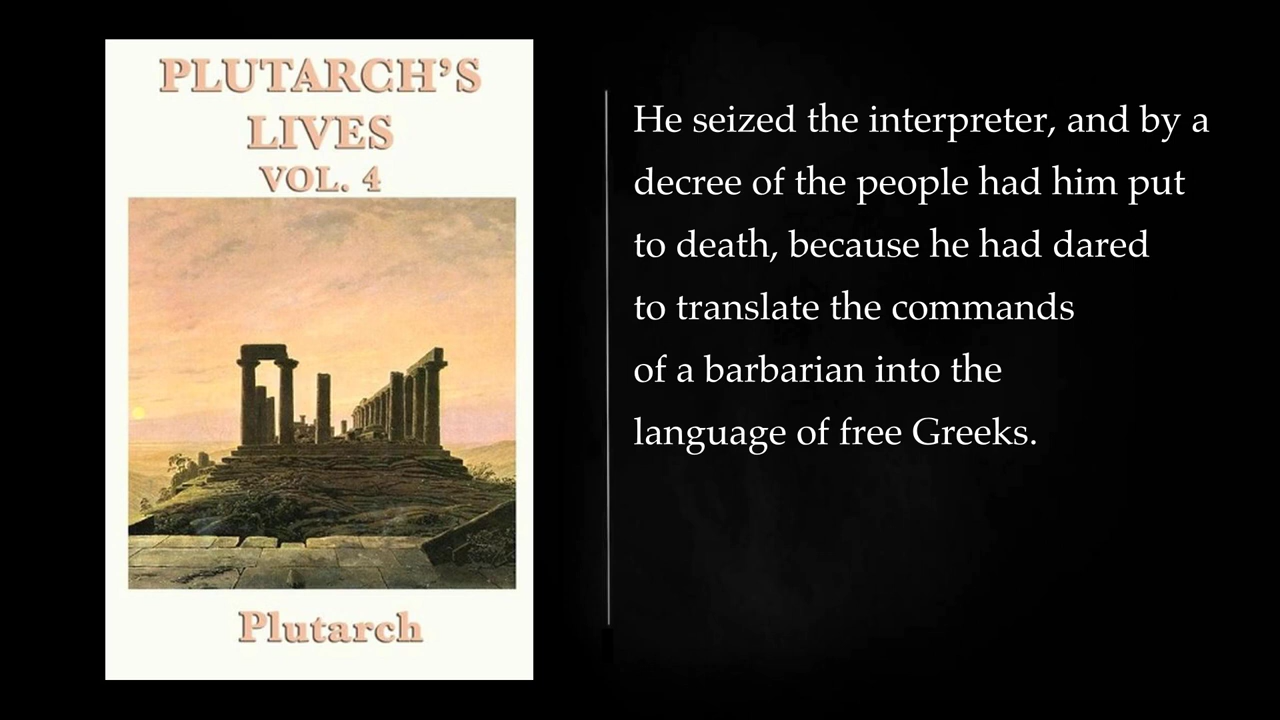 PLUTARCH'S
LIVES
VOL. 4
Plutarch
He seized the interpreter, and by a
decree of the people had him put
to death, because he had dared
to translate the commands
of a barbarian into the
language of free Greeks.